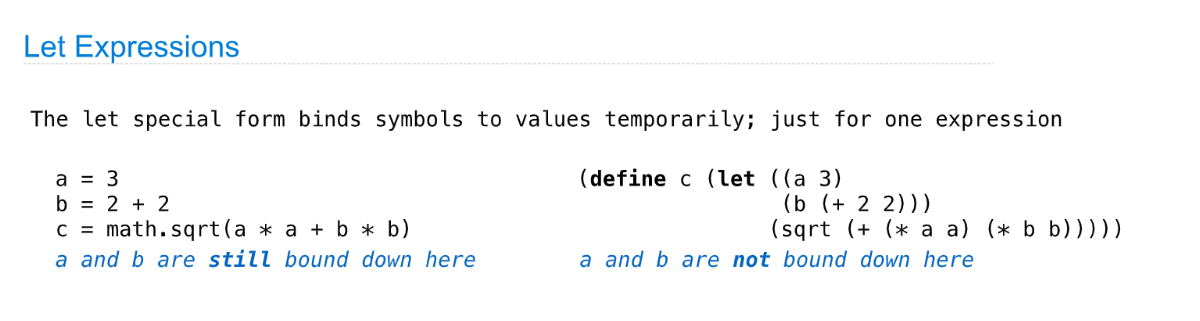 Let Expressions
The let special form binds symbols to values temporarily; just for one expression
a = 3
b = 2 + 2
c = math.sqrt(a * a + b * b)
a and b are still bound down here
(define c (let ((a 3)
(b (+ 2 2)))
(sqrt (+ (* a a) (* b b)))))
a and b are not bound down here